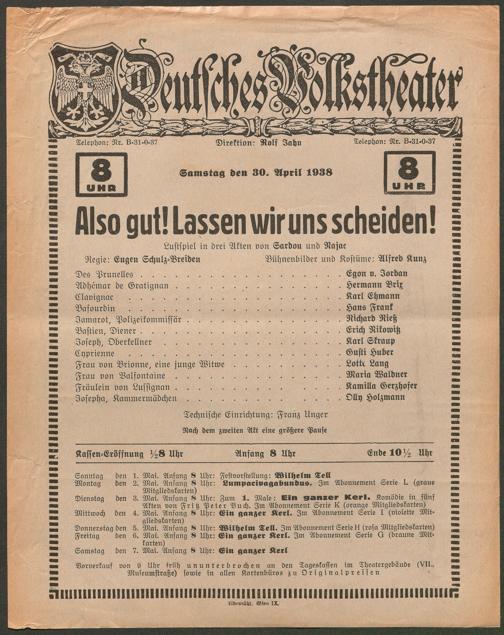 Deutsches Volkstheater
Telephon: Nr. B-31-0-37 Direktion: Rolf Jahn Telephon: Nr. B-31-0-37
8 UHR Samstag den 30. April 1938 8 UHR
Also gut! Lassen wir uns scheiden!
Lustspiel in drei Akten von Sardou und Najac
Regie: Eugen Schulz-Breiden Bühnenbilder und Kostüme: Alfred Kunz
Des Prunelles . . . . . . . . . . Egon v. Jordan
Adhémar de Gratignan . . . . . . . . . . Hermann Brix
Clavignac . . . . . . . . . . Karl Ehmann
Bafourdin . . . . . . . . . . Hans Frank
Jamarot, Polizeikommissär . . . . . . . . . . Richard Rieß
Bastien, Diener . . . . . . . . . . Erich Nikowitz
Joseph, Oberkellner . . . . . . . . . . Karl Skraup
Cyprienne . . . . . . . . . . Gusti Huber
Frau von Brionne, eine junge Witwe . . . . . . . . . . Lotte Lang
Frau von Valfontaine . . . . . . . . . . Maria Waldner
Fräulein von Lussignan . . . . . . . . . . Kamilla Gerzhofer
Josepha, Kammermädchen . . . . . . . . . . Olly Holzmann
Technische Einrichtung: Franz Unger
Nach dem zweiten Akt eine größere Pause
Kassen-Eröffnung ½8 Uhr Anfang 8 Uhr Ende 10½ Uhr
Sonntag den 1. Mai. Anfang 8 Uhr: Festvorstellung: Wilhelm Tell
Montag den 2. Mai. Anfang 8 Uhr: Lumpacivagabundus. Im Abonnement Serie L (graue
Mitgliedskarten)
Dienstag den 3. Mai. Anfang 8 Uhr: Zum 1. Male: Ein ganzer Kerl. Komödie in fünf
Akten von Fritz Peter Buch. Im Abonnement Serie K (orange Mitgliedskarten)
Mittwoch den 4. Mai. Anfang 8 Uhr: Ein ganzer Kerl. Im Abonnement Serie I (violette Mit-
gliedskarten)
Donnerstag den 5. Mai. Anfang 8 Uhr: Wilhelm Tell. Im Abonnement Serie H (rosa Mitgliedskarten)
Freitag den 6. Mai. Anfang 8 Uhr: Ein ganzer Kerl. Im Abonnement Serie G (braune Mit-
gliedskarten)
Samstag den 7. Mai. Anfang 8 Uhr: Ein ganzer Kerl
Vorverkauf von 9 Uhr früh ununterbrochen an den Tageskassen im Theatergebäude (VII.,
Museumstraße) sowie in allen Kartenbüros zu Originalpreisen
Elbemühl, Wien IX.